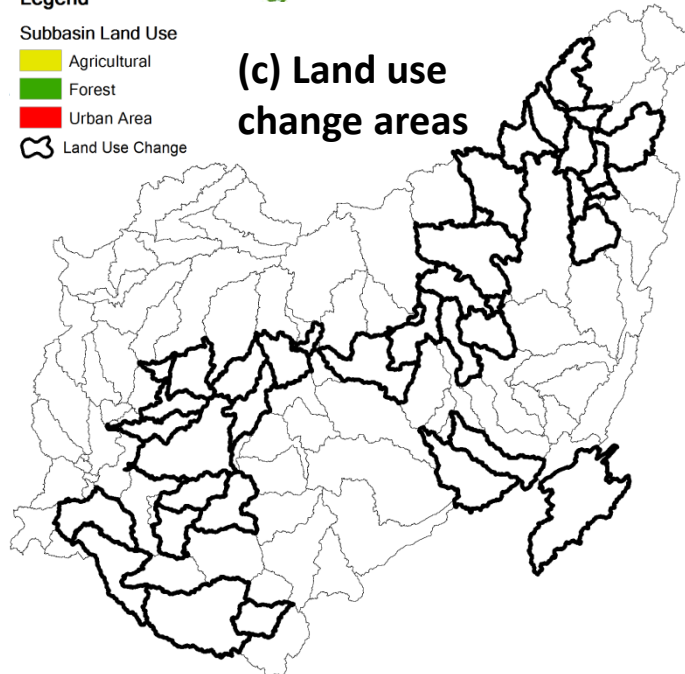 Legend
Subbasin Land Use
Agricultural
Forest
Urban Area
Land Use Change
(c) Land use
change areas